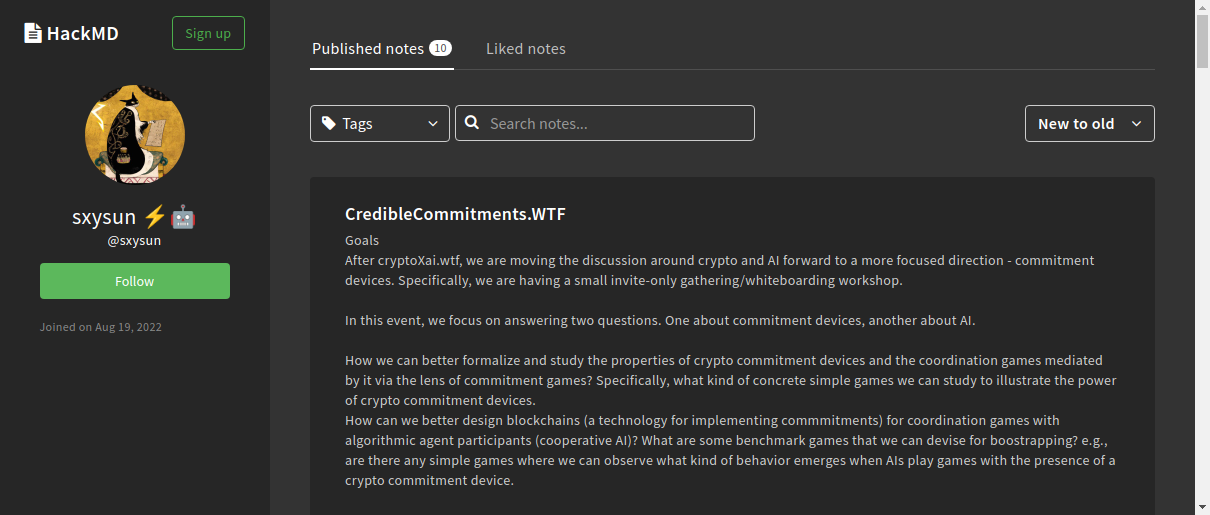 HackMD
Sign up
sxysun ⚡🤖
@sxysun
Follow
Joined on Aug 19, 2022
Published notes 10
Liked notes
Tags
Search notes...
New to old
CredibleCommitments.WTF
Goals
After cryptoXai.wtf, we are moving the discussion around crypto and AI forward to a more focused direction - commitment
devices. Specifically, we are having a small invite-only gathering/whiteboarding workshop.
In this event, we focus on answering two questions. One about commitment devices, another about AI.
How we can better formalize and study the properties of crypto commitment devices and the coordination games mediated
by it via the lens of commitment games? Specifically, what kind of concrete simple games we can study to illustrate the power
of crypto commitment devices.
How can we better design blockchains (a technology for implementing commmitments) for coordination games with
algorithmic agent participants (cooperative AI)? What are some benchmark games that we can devise for boostrapping? e.g.,
are there any simple games where we can observe what kind of behavior emerges when AIs play games with the presence of a
crypto commitment device.